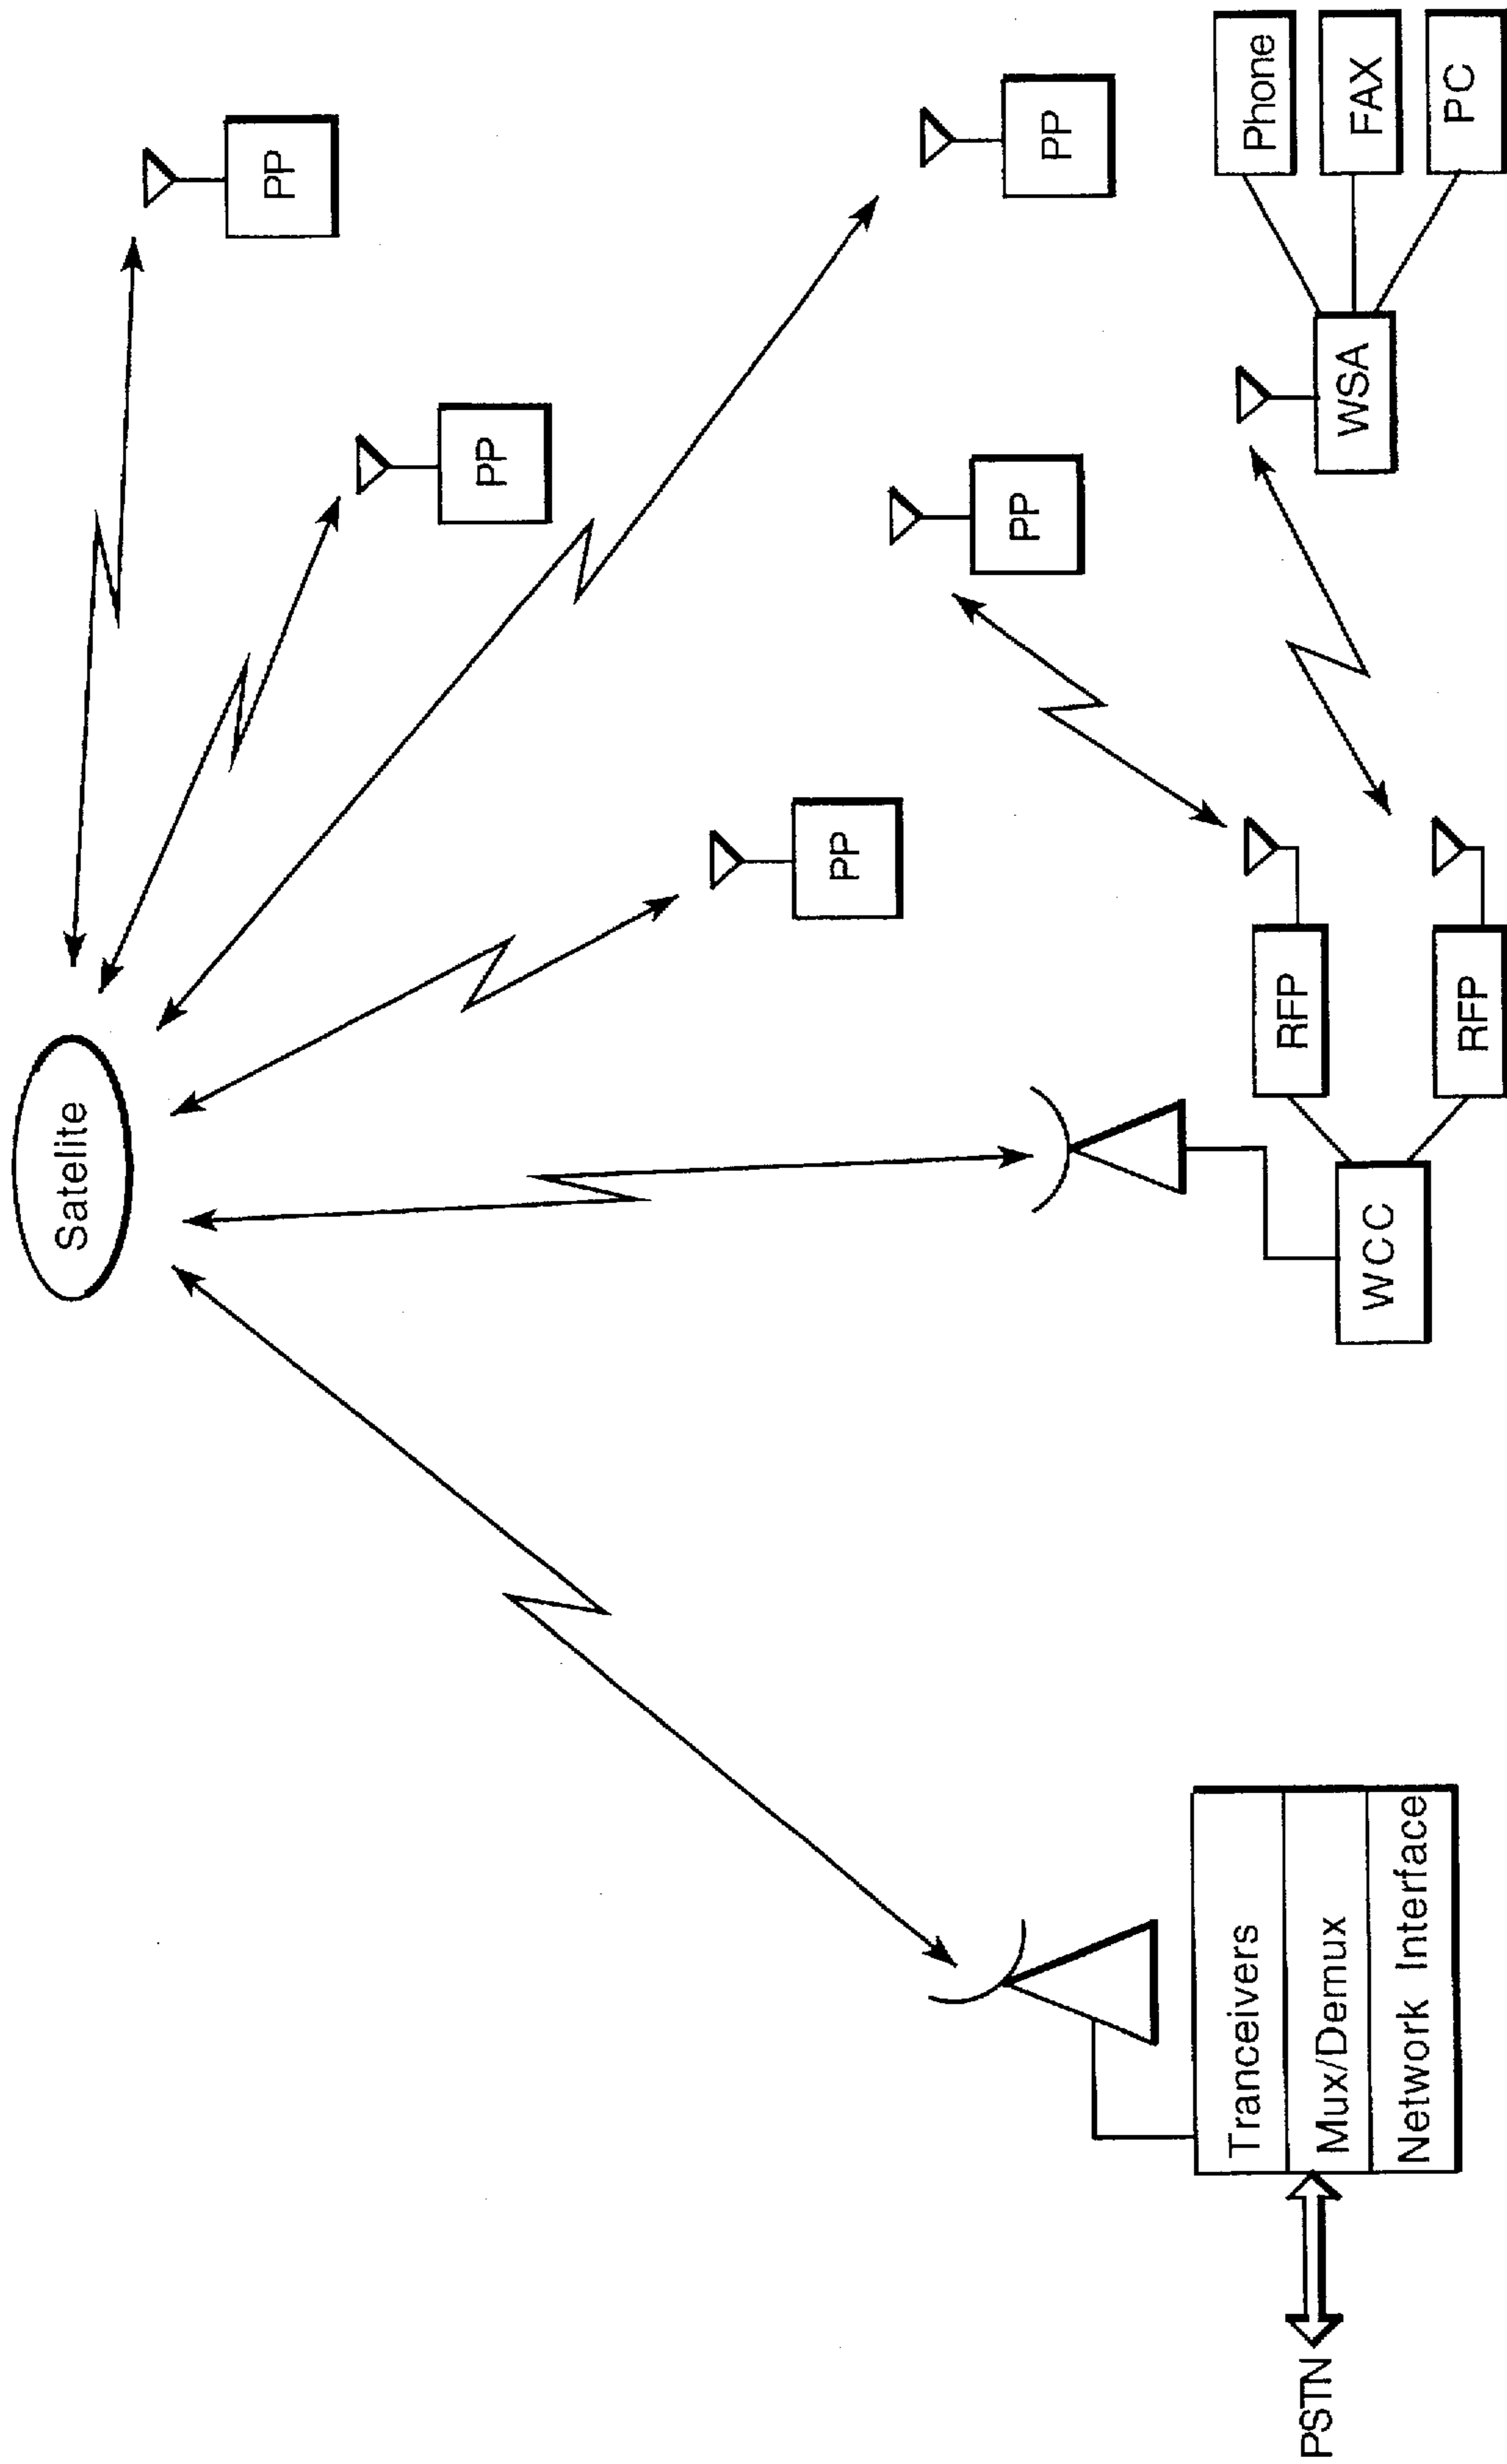 Satelite
PP
PP
PP
PP
PP
Phone
FAX
PC
WSA
RFP
RFP
WCC
Tranceivers
Mux/Demux
Network Interface
PSTN